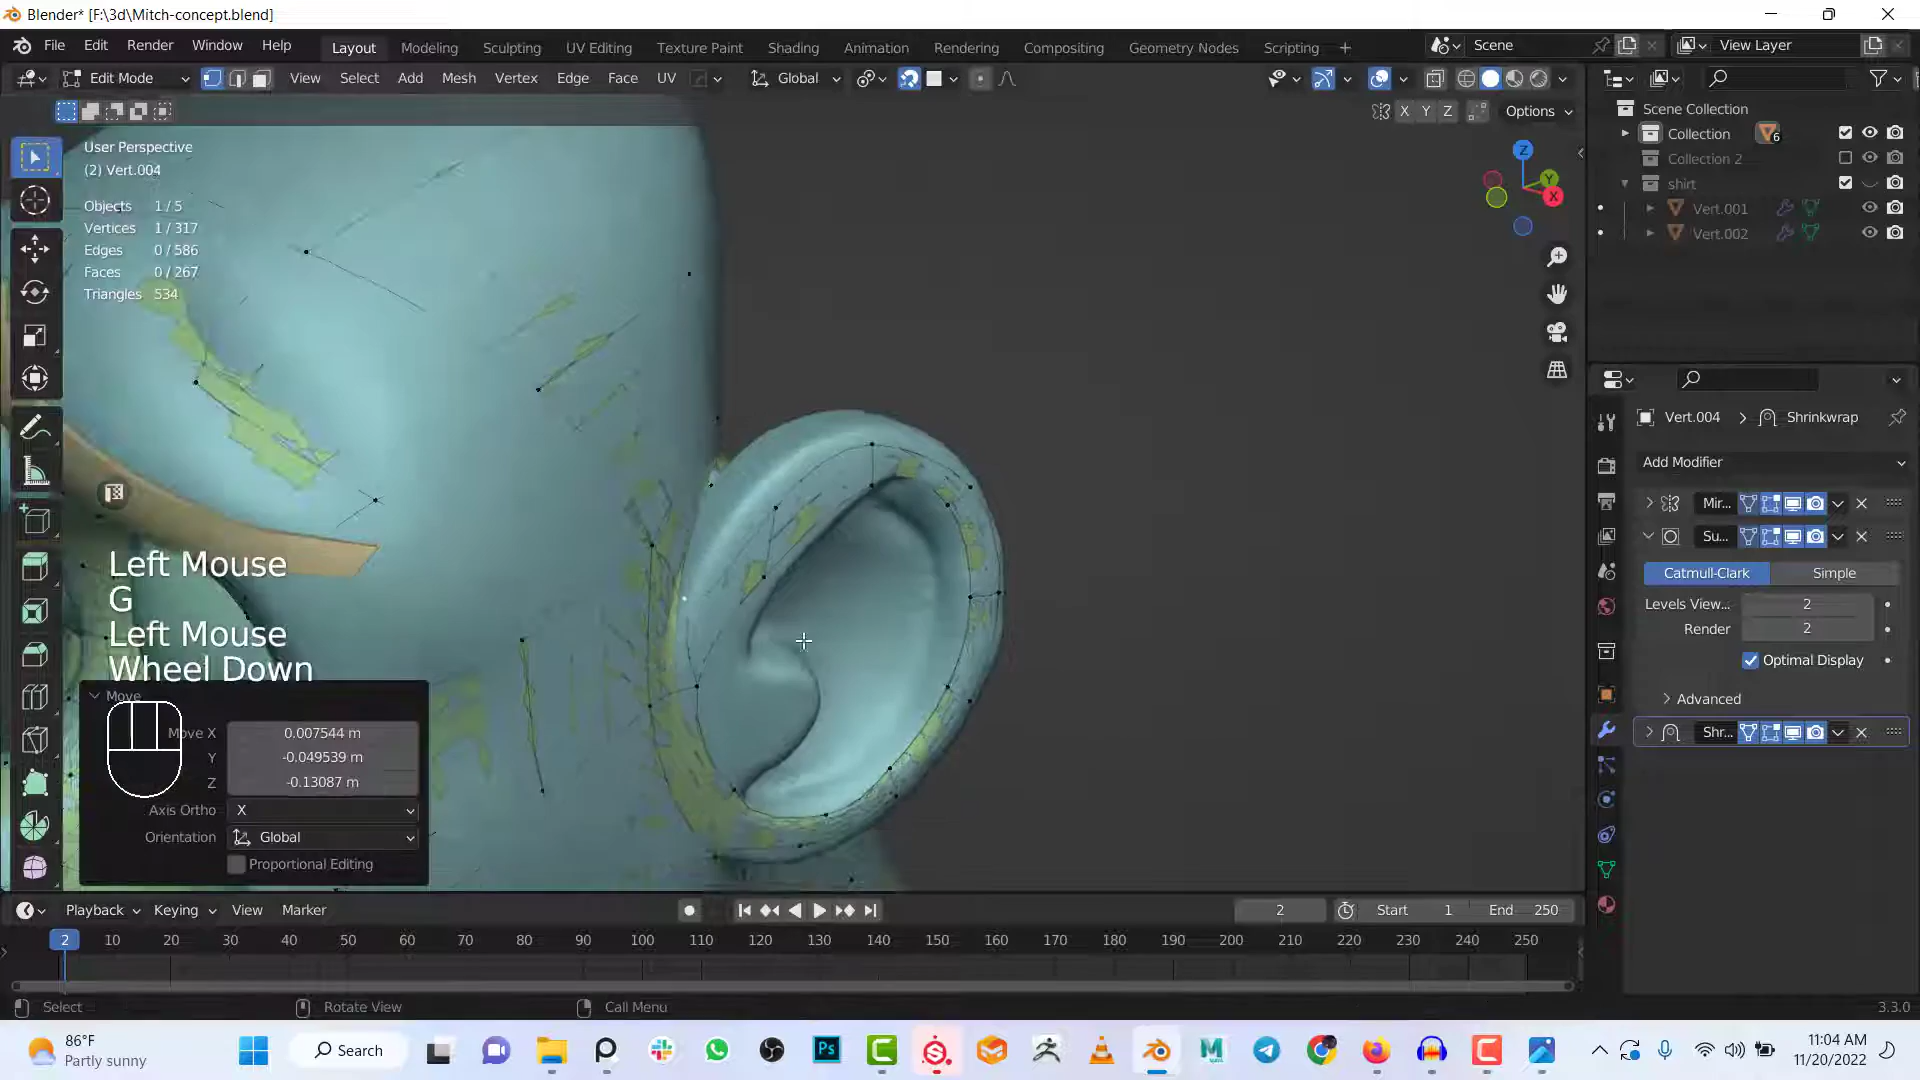 Blender* [F:\3d\Mitch-concept.blend]
File Edit Render Window Help
Layout Modeling Sculpting UV Editing Texture Paint Shading Animation Rendering Compositing Geometry Nodes Scripting +
Scene
View Layer
Edit Mode View Select Add Mesh Vertex Edge Face UV Global
X Y Z Options
Scene Collection
Collection 6
Collection 2
shirt
Vert.001
Vert.002
User Perspective
(2) Vert.004
Objects 1 / 5
Vertices 1 / 317
Edges 0 / 586
Faces 0 / 267
Triangles 534
Z
Y
X
Vert.004 Shrinkwrap
Add Modifier
Mir...
Su...
Catmull-Clark Simple
Levels View... 2
Render 2
Optimal Display
Advanced
Shr...
Left Mouse
G
Left Mouse
Wheel Down
Move
Move X 0.007544 m
Y -0.049539 m
Z -0.13087 m
Axis Ortho X
Orientation Global
Proportional Editing
Playback Keying View Marker
2
Start 1
End 250
2 10 20 30 40 50 60 70 80 90 100 110 120 130 140 150 160 170 180 190 200 210 220 230 240 250
Select
Rotate View
Call Menu
3.3.0
86°F
Partly sunny
Search
Ps
11:04 AM
11/20/2022